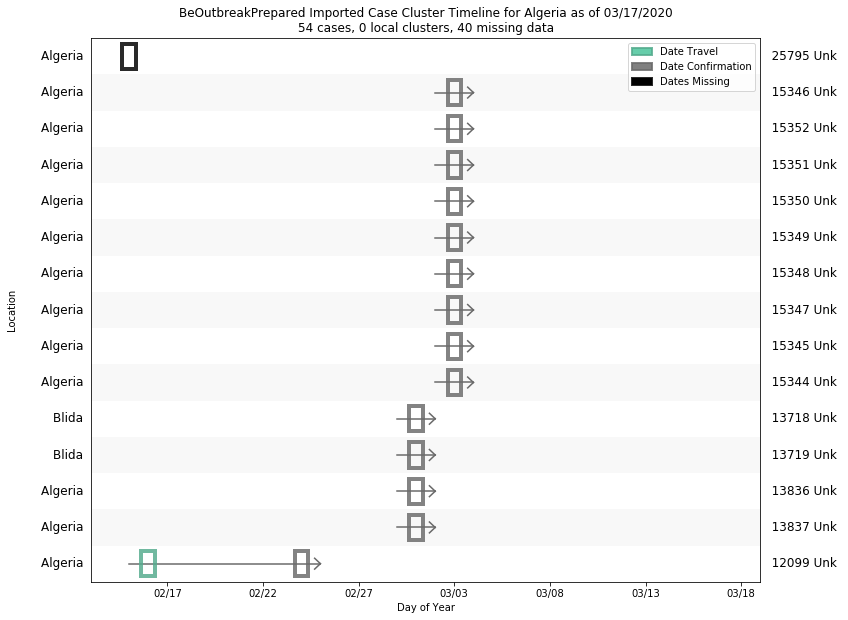 BeOutbreakPrepared Imported Case Cluster Timeline for Algeria as of 03/17/2020
54 cases, 0 local clusters, 40 missing data
Date Travel
Date Confirmation
Dates Missing
Algeria 25795 Unk
Algeria 15346 Unk
Algeria 15352 Unk
Algeria 15351 Unk
Algeria 15350 Unk
Algeria 15349 Unk
Algeria 15348 Unk
Algeria 15347 Unk
Algeria 15345 Unk
Algeria 15344 Unk
Blida 13718 Unk
Blida 13719 Unk
Algeria 13836 Unk
Algeria 13837 Unk
Algeria 12099 Unk
Location
02/17 02/22 02/27 03/03 03/08 03/13 03/18
Day of Year